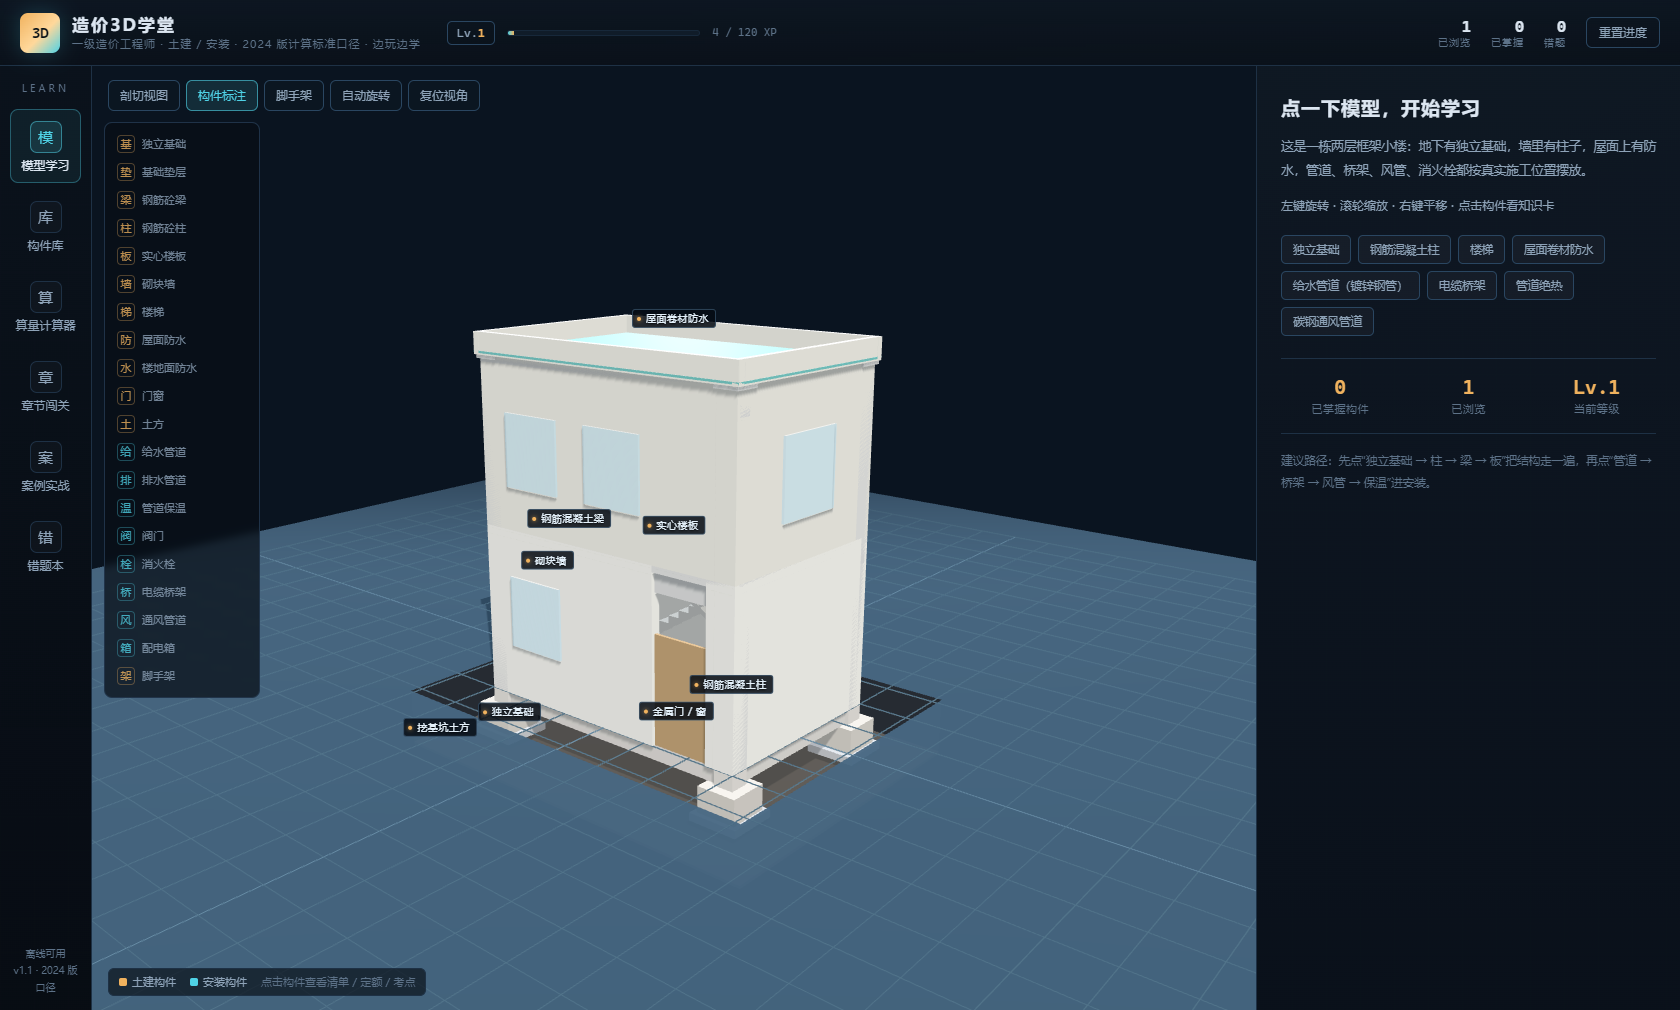 3D
造价3D学堂
一级造价工程师 · 土建 / 安装 · 2024 版计算标准口径 · 边玩边学
Lv.1
4 / 120 XP
1
已浏览
0
已掌握
0
错题
重置进度
LEARN
模
模型学习
库
构件库
算
算量计算器
章
章节闯关
案
案例实战
错
错题本
离线可用
v1.1 · 2024 版
口径
剖切视图
构件标注
脚手架
自动旋转
复位视角
基 独立基础
垫 基础垫层
梁 钢筋砼梁
柱 钢筋砼柱
板 实心楼板
墙 砌块墙
梯 楼梯
防 屋面防水
水 楼地面防水
门 门窗
土 土方
给 给水管道
排 排水管道
温 管道保温
阀 阀门
栓 消火栓
桥 电缆桥架
风 通风管道
箱 配电箱
架 脚手架
屋面卷材防水
钢筋混凝土梁
实心楼板
砌块墙
钢筋混凝土柱
独立基础
金属门 / 窗
挖基坑土方
土建构件 安装构件 点击构件查看清单 / 定额 / 考点
点一下模型，开始学习
这是一栋两层框架小楼：地下有独立基础，墙里有柱子，屋面上有防
水，管道、桥架、风管、消火栓都按真实施工位置摆放。
左键旋转 · 滚轮缩放 · 右键平移 · 点击构件看知识卡
独立基础
钢筋混凝土柱
楼梯
屋面卷材防水
给水管道（镀锌钢管）
电缆桥架
管道绝热
碳钢通风管道
0
已掌握构件
1
已浏览
Lv.1
当前等级
建议路径：先点“独立基础 → 柱 → 梁 → 板”把结构走一遍，再点“管道 →
桥架 → 风管 → 保温”进安装。